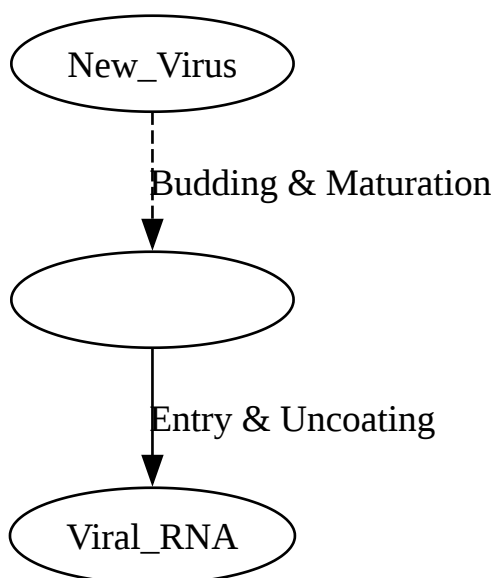 New_Virus
Budding & Maturation
Entry & Uncoating
Viral_RNA